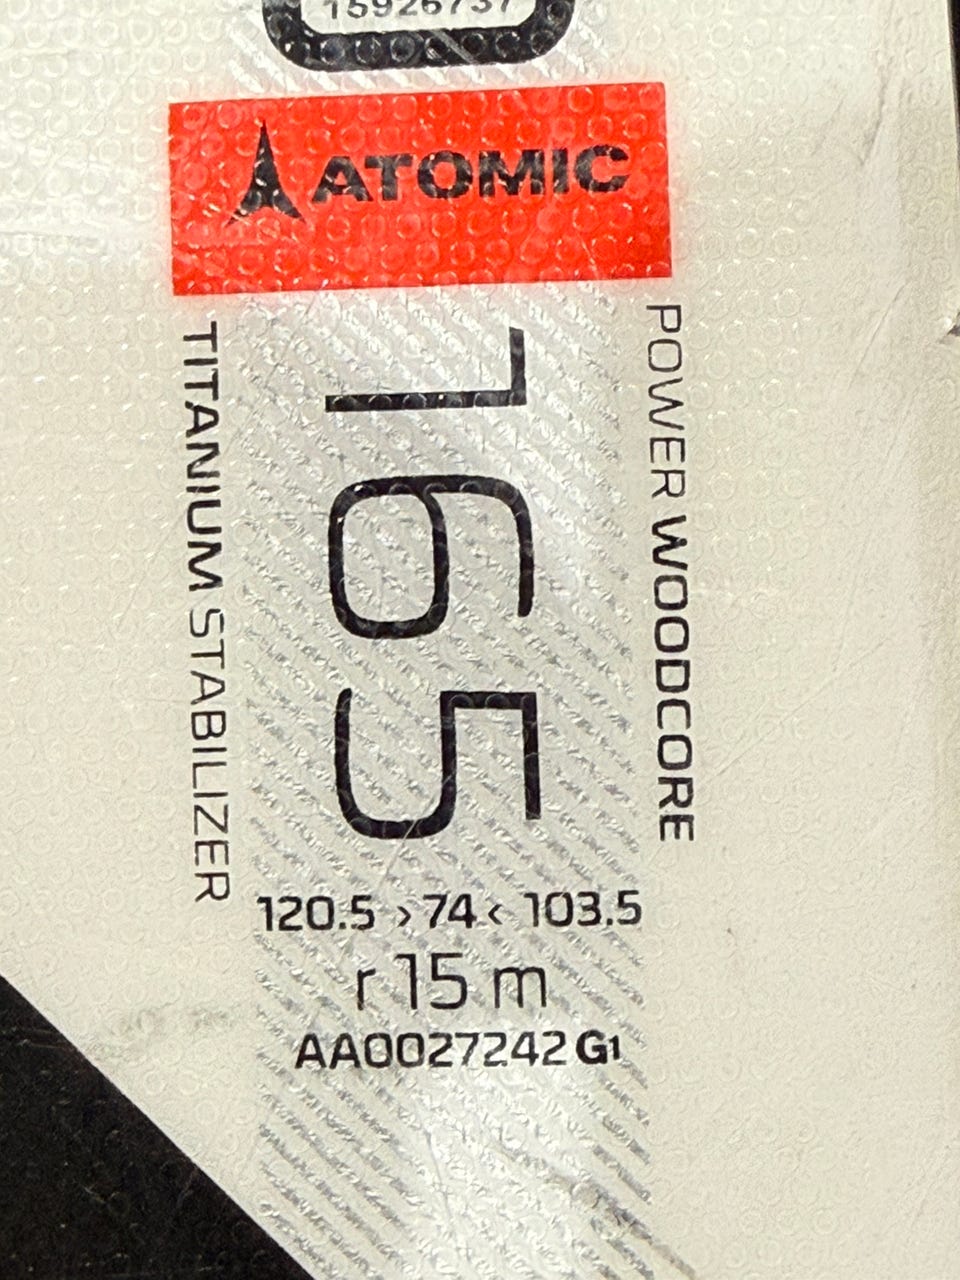 15926737
ATOMIC
165
TITANIUM STABILIZER
POWER WOODCORE
120.5 > 74 < 103.5
r 15 m
AA0027242 G1